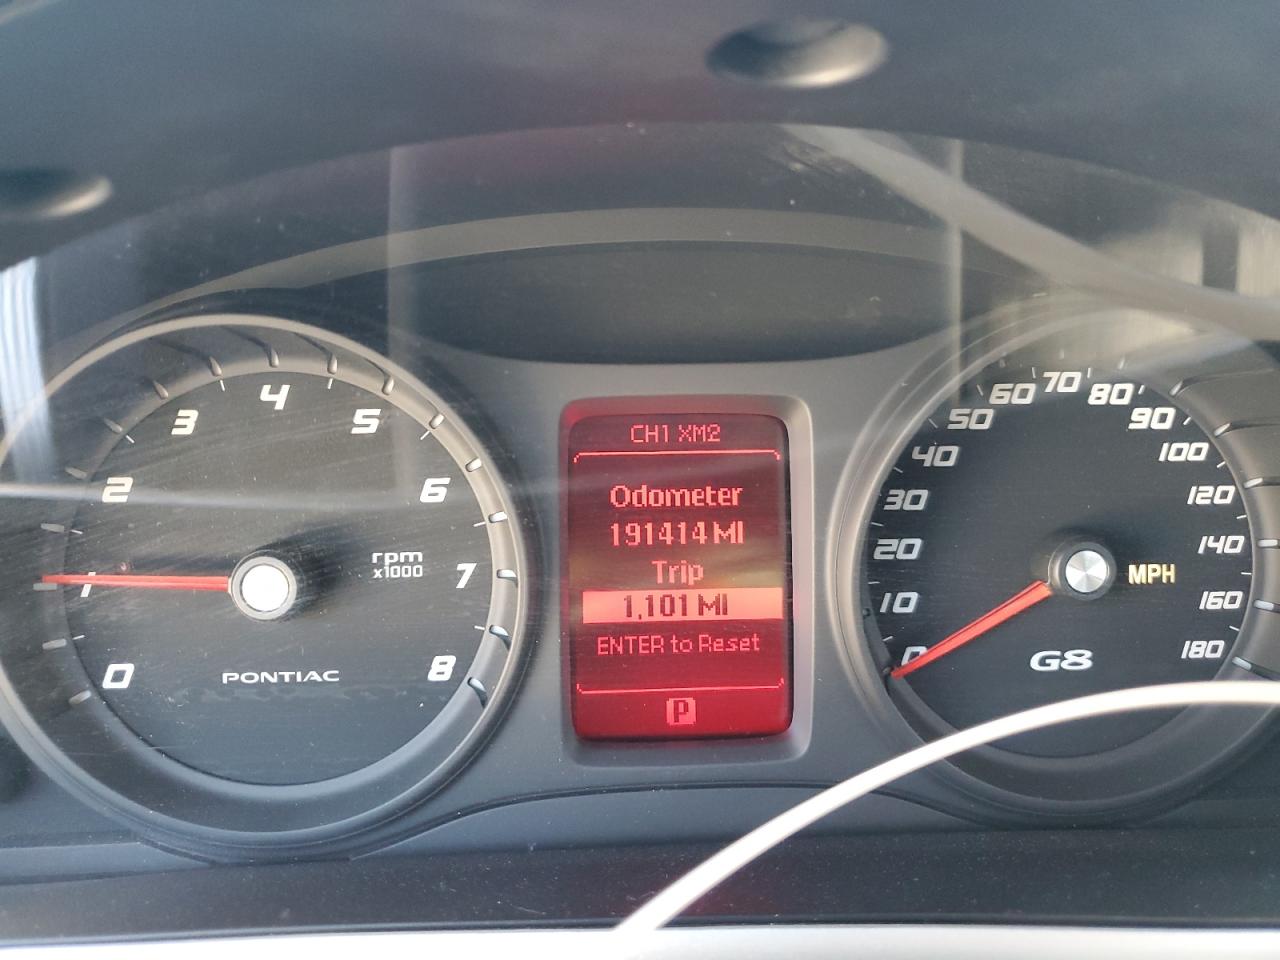 0
1
2
3
4
5
6
7
8
rpm
x1000
PONTIAC
CH1 XM2
Odometer
191414 MI
Trip
1,101 MI
ENTER to Reset
P
0
10
20
30
40
50
60
70
80
90
100
120
140
160
180
MPH
G8